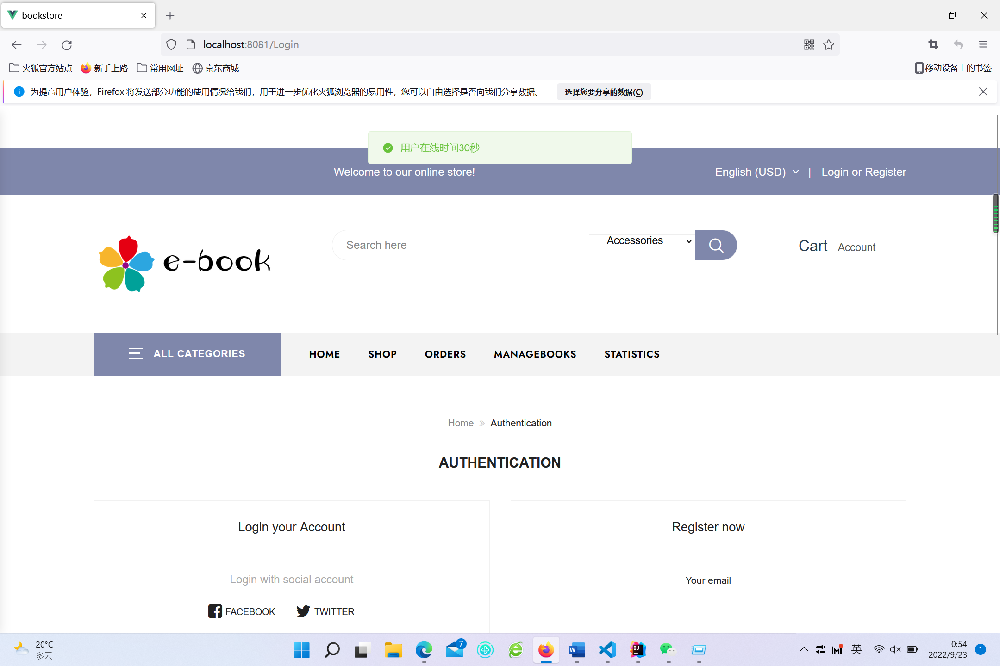 bookstore
localhost:8081/Login
火狐官方站点 新手上路 常用网址 京东商城 移动设备上的书签
为提高用户体验，Firefox 将发送部分功能的使用情况给我们，用于进一步优化火狐浏览器的易用性，您可以自由选择是否向我们分享数据。 选择您要分享的数据(C)
用户在线时间30秒
Welcome to our online store! English (USD) | Login or Register
e-book
Search here Accessories Cart Account
ALL CATEGORIES HOME SHOP ORDERS MANAGEBOOKS STATISTICS
Home » Authentication
AUTHENTICATION
Login your Account Register now
Login with social account Your email
FACEBOOK TWITTER
20°C
多云
7
英
0:54
2022/9/23
1